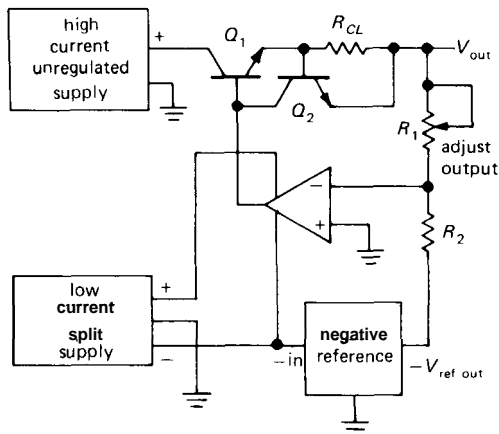 high
current
unregulated
supply
+
Q1
RCL
Vout
Q2
R1
adjust
output
−
+
R2
low
current
split
supply
+
−
−in
negative
reference
−Vref out